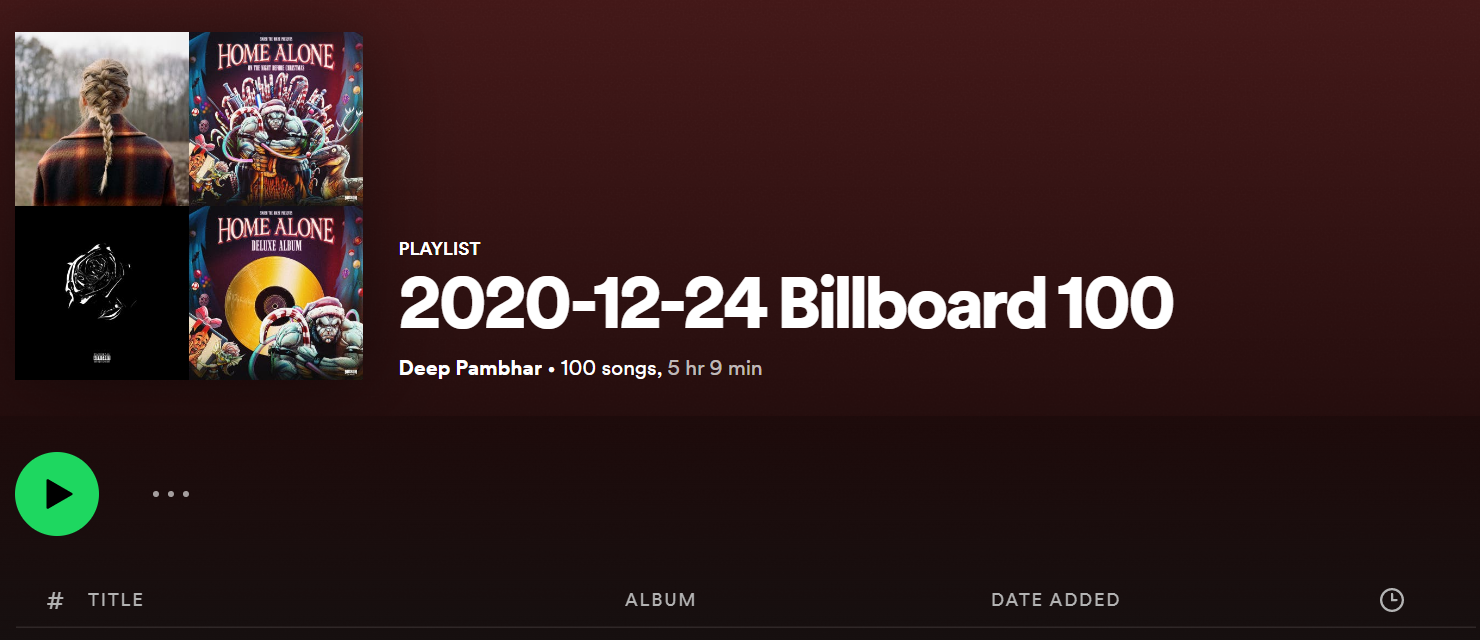 HOME ALONE
ON THE NIGHT BEFORE CHRISTMAS
HOME ALONE
DELUXE ALBUM
PLAYLIST
2020-12-24 Billboard 100
Deep Pambhar • 100 songs, 5 hr 9 min
# TITLE ALBUM DATE ADDED